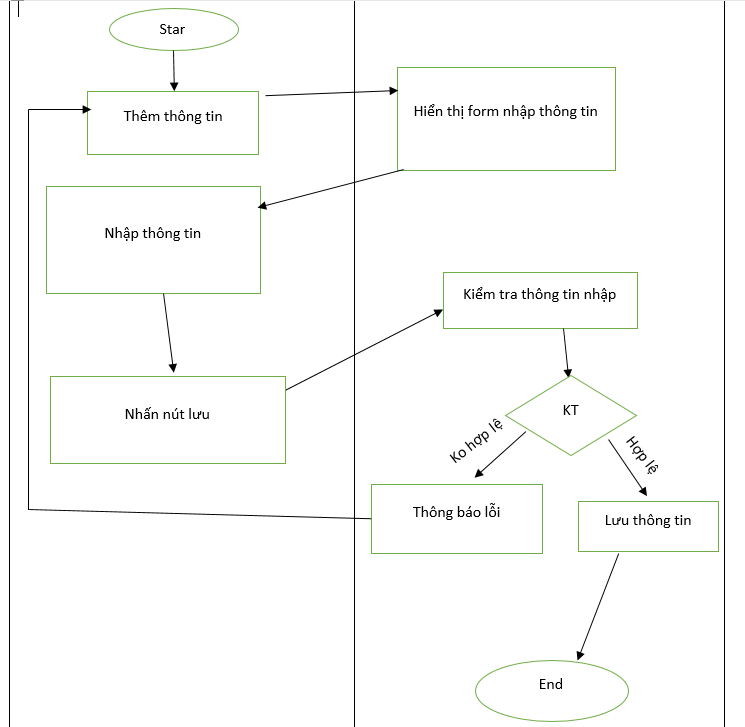 Star
Thêm thông tin
Hiển thị form nhập thông tin
Nhập thông tin
Kiểm tra thông tin nhập
Nhấn nút lưu
KT
Ko hợp lệ
Hợp lệ
Thông báo lỗi
Lưu thông tin
End